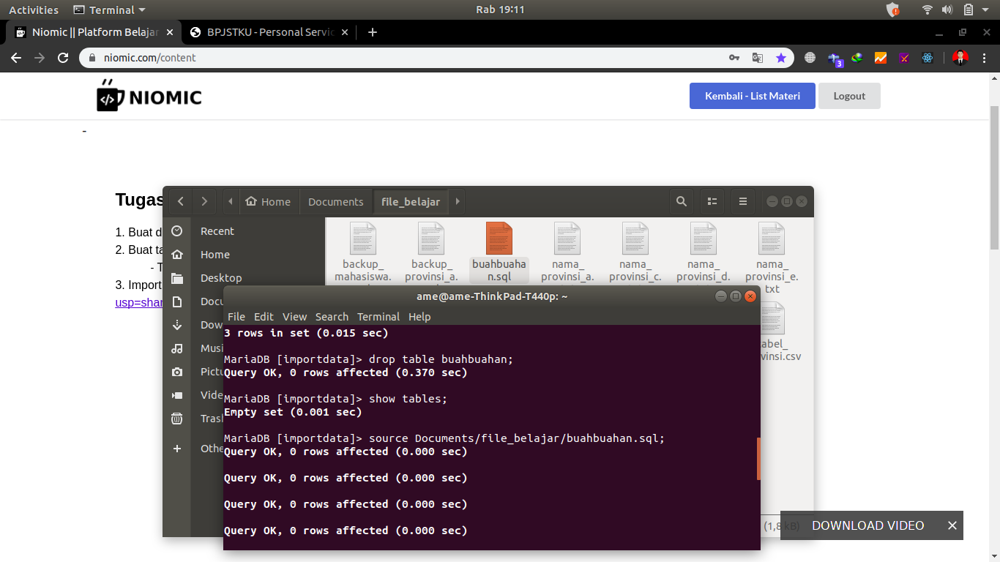 Activities Terminal Rab 19:11
Niomic || Platform Belajar BPJSTKU - Personal Servic
niomic.com/content
3
NIOMIC
Kembali - List Materi Logout
-
Tugas
1. Buat d
2. Buat ta
- T
3. Import
usp=shar
Home Documents file_belajar
Recent
Home
Desktop
Docu
Dow
Musi
Pictu
Vide
Trash
Othe
backup_
mahasiswa.
backup_
provinsi_a.
buahbuaha
n.sql
nama_
provinsi_a.
nama_
provinsi_c.
nama_
provinsi_d.
nama_
provinsi_e.
txt
abel_
vinsi.csv
(1,8 kB)
ame@ame-ThinkPad-T440p: ~
File Edit View Search Terminal Help
3 rows in set (0.015 sec)
MariaDB [importdata]> drop table buahbuahan;
Query OK, 0 rows affected (0.370 sec)
MariaDB [importdata]> show tables;
Empty set (0.001 sec)
MariaDB [importdata]> source Documents/file_belajar/buahbuahan.sql;
Query OK, 0 rows affected (0.000 sec)
Query OK, 0 rows affected (0.000 sec)
Query OK, 0 rows affected (0.000 sec)
Query OK, 0 rows affected (0.000 sec)
DOWNLOAD VIDEO